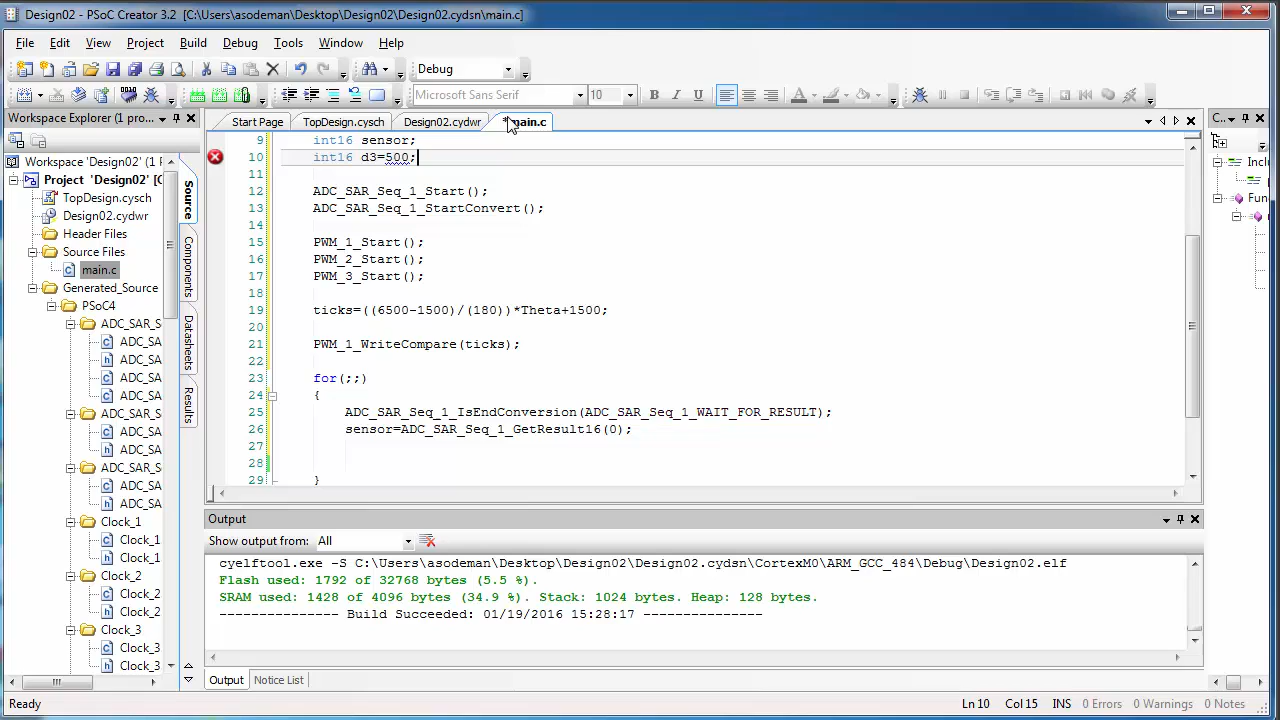 Design02 - PSoC Creator 3.2 [C:\Users\asodeman\Desktop\Design02\Design02.cydsn\main.c]
File Edit View Project Build Debug Tools Window Help
Debug
Microsoft Sans Serif 10 B I U
Workspace Explorer (1 pro...
Workspace 'Design02' (1
Project 'Design02' [C
TopDesign.cysch
Design02.cydwr
Header Files
Source Files
main.c
Generated_Source
PSoC4
ADC_SAR_S
ADC_SA
ADC_SA
ADC_SA
ADC_SA
ADC_SAR_S
ADC_SA
ADC_SA
ADC_SAR_S
ADC_SA
ADC_SA
Clock_1
Clock_1
Clock_1
Clock_2
Clock_2
Clock_2
Clock_3
Clock_3
Clock_3
Source
Components
Datasheets
Results
Start Page TopDesign.cysch Design02.cydwr main.c
9 int16 sensor;
10 int16 d3=500;
11
12 ADC_SAR_Seq_1_Start();
13 ADC_SAR_Seq_1_StartConvert();
14
15 PWM_1_Start();
16 PWM_2_Start();
17 PWM_3_Start();
18
19 ticks=((6500-1500)/(180))*Theta+1500;
20
21 PWM_1_WriteCompare(ticks);
22
23 for(;;)
24 {
25 ADC_SAR_Seq_1_IsEndConversion(ADC_SAR_Seq_1_WAIT_FOR_RESULT);
26 sensor=ADC_SAR_Seq_1_GetResult16(0);
27
28
29 }
C...
Inclu
Fun
Output
Show output from: All
cyelftool.exe -S C:\Users\asodeman\Desktop\Design02\Design02.cydsn\CortexM0\ARM_GCC_484\Debug\Design02.elf
Flash used: 1792 of 32768 bytes (5.5 %).
SRAM used: 1428 of 4096 bytes (34.9 %). Stack: 1024 bytes. Heap: 128 bytes.
--------------- Build Succeeded: 01/19/2016 15:28:17 ---------------
Output Notice List
Ready Ln 10 Col 15 INS 0 Errors 0 Warnings 0 Notes